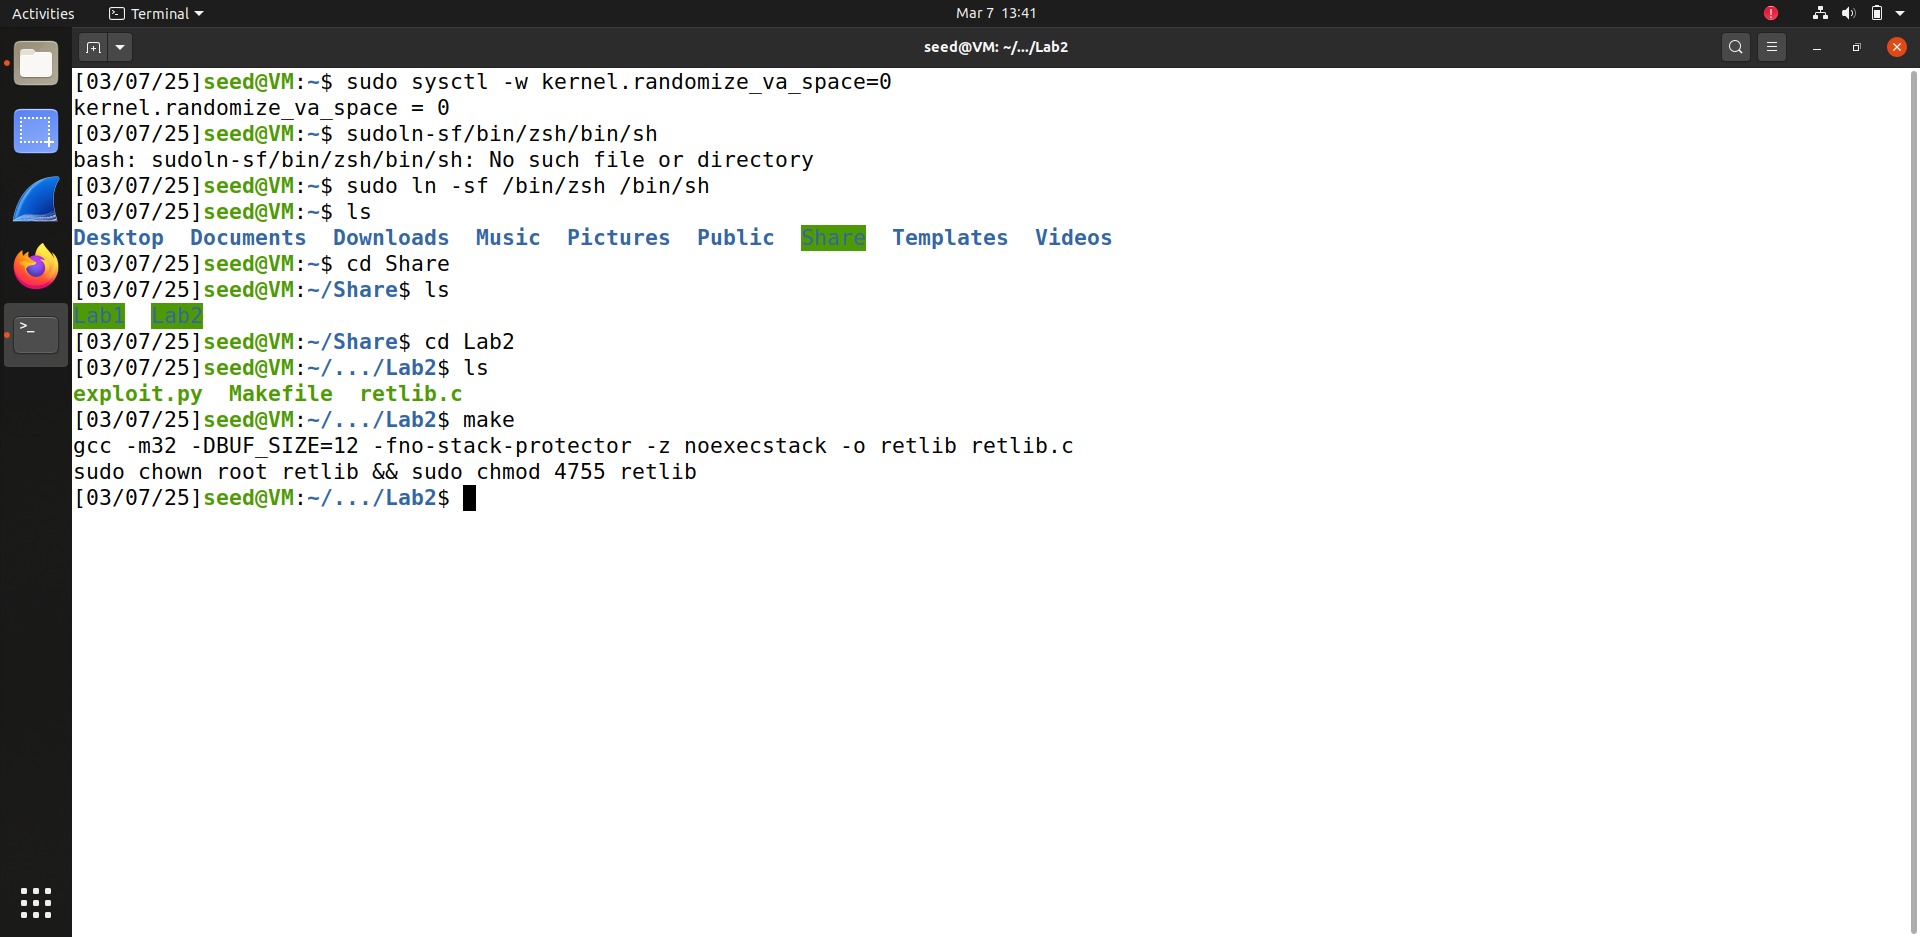 Activities Terminal Mar 7 13:41
seed@VM: ~/.../Lab2
[03/07/25]seed@VM:~$ sudo sysctl -w kernel.randomize_va_space=0
kernel.randomize_va_space = 0
[03/07/25]seed@VM:~$ sudoln-sf/bin/zsh/bin/sh
bash: sudoln-sf/bin/zsh/bin/sh: No such file or directory
[03/07/25]seed@VM:~$ sudo ln -sf /bin/zsh /bin/sh
[03/07/25]seed@VM:~$ ls
Desktop Documents Downloads Music Pictures Public Share Templates Videos
[03/07/25]seed@VM:~$ cd Share
[03/07/25]seed@VM:~/Share$ ls
Lab1 Lab2
[03/07/25]seed@VM:~/Share$ cd Lab2
[03/07/25]seed@VM:~/.../Lab2$ ls
exploit.py Makefile retlib.c
[03/07/25]seed@VM:~/.../Lab2$ make
gcc -m32 -DBUF_SIZE=12 -fno-stack-protector -z noexecstack -o retlib retlib.c
sudo chown root retlib && sudo chmod 4755 retlib
[03/07/25]seed@VM:~/.../Lab2$